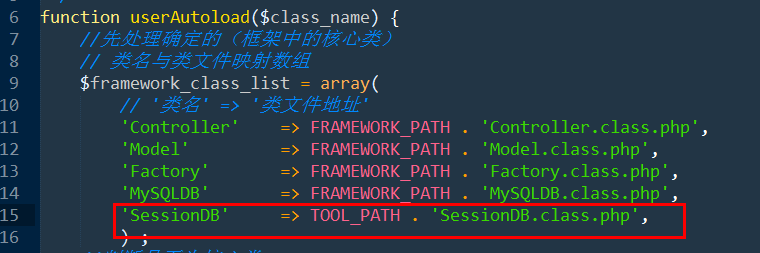 6 function userAutoload($class_name) {
7 //先处理确定的（框架中的核心类）
8 // 类名与类文件映射数组
9 $framework_class_list = array(
10 // '类名' => '类文件地址'
11 'Controller' => FRAMEWORK_PATH . 'Controller.class.php',
12 'Model' => FRAMEWORK_PATH . 'Model.class.php',
13 'Factory' => FRAMEWORK_PATH . 'Factory.class.php',
14 'MySQLDB' => FRAMEWORK_PATH . 'MySQLDB.class.php',
15 'SessionDB' => TOOL_PATH . 'SessionDB.class.php',
16 ) ;